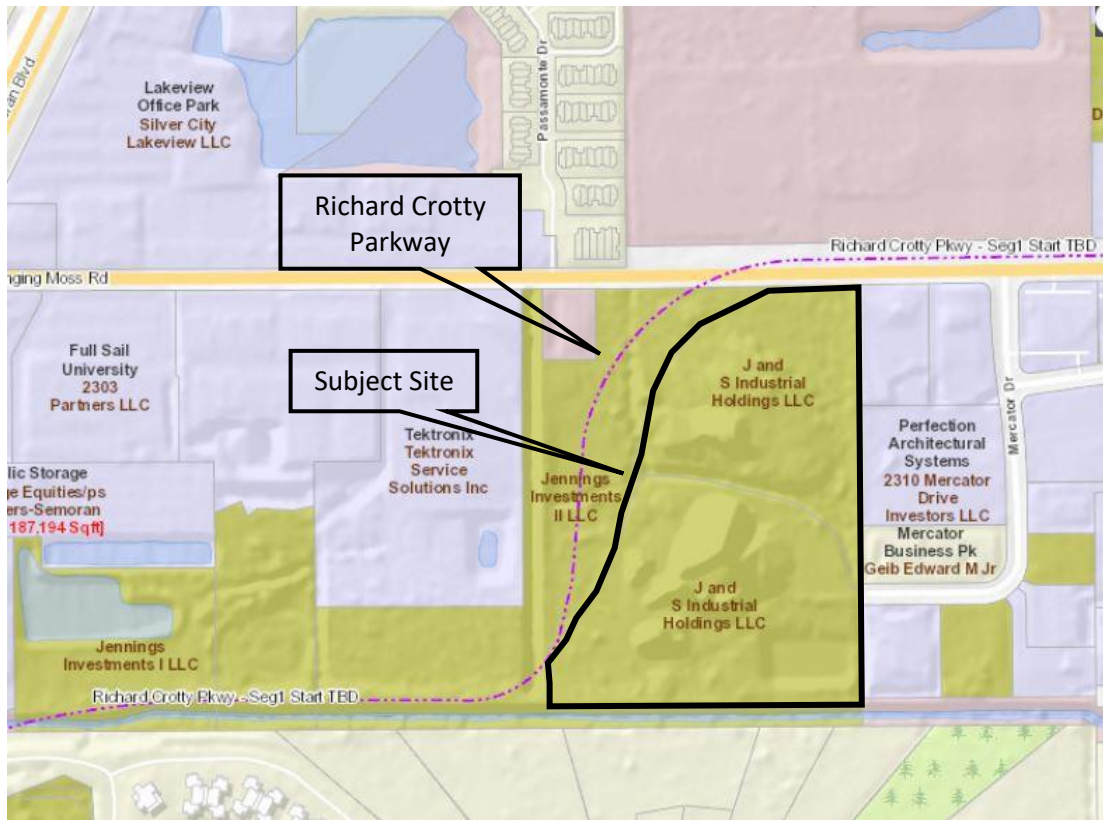 ran Blvd
Passamonte Dr
Lakeview
Office Park
Silver City
Lakeview LLC
D
Richard Crotty
Parkway
Richard Crotty Pkwy - Seg1 Start TBD
nging Moss Rd
Full Sail
University
2303
Partners LLC
Subject Site
J and
S Industrial
Holdings LLC
Mercator Dr
Tektronix
Tektronix
Service
Solutions Inc
Perfection
Architectural
Systems
2310 Mercator
Drive
Investors LLC
lic Storage
ge Equities/ps
ers-Semoran
187,194 Sqft]
Jennings
Investments
II LLC
Mercator
Business Pk
Geib Edward M Jr
J and
S Industrial
Holdings LLC
Jennings
Investments I LLC
Richard Crotty Pkwy - Seg1 Start TBD